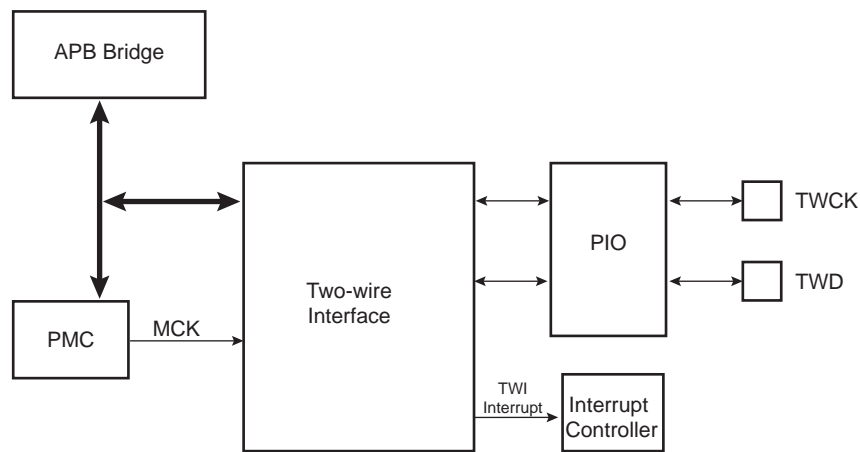 APB Bridge
TWCK
PIO
TWD
Two-wire
Interface
MCK
PMC
TWI
Interrupt
Interrupt
Controller